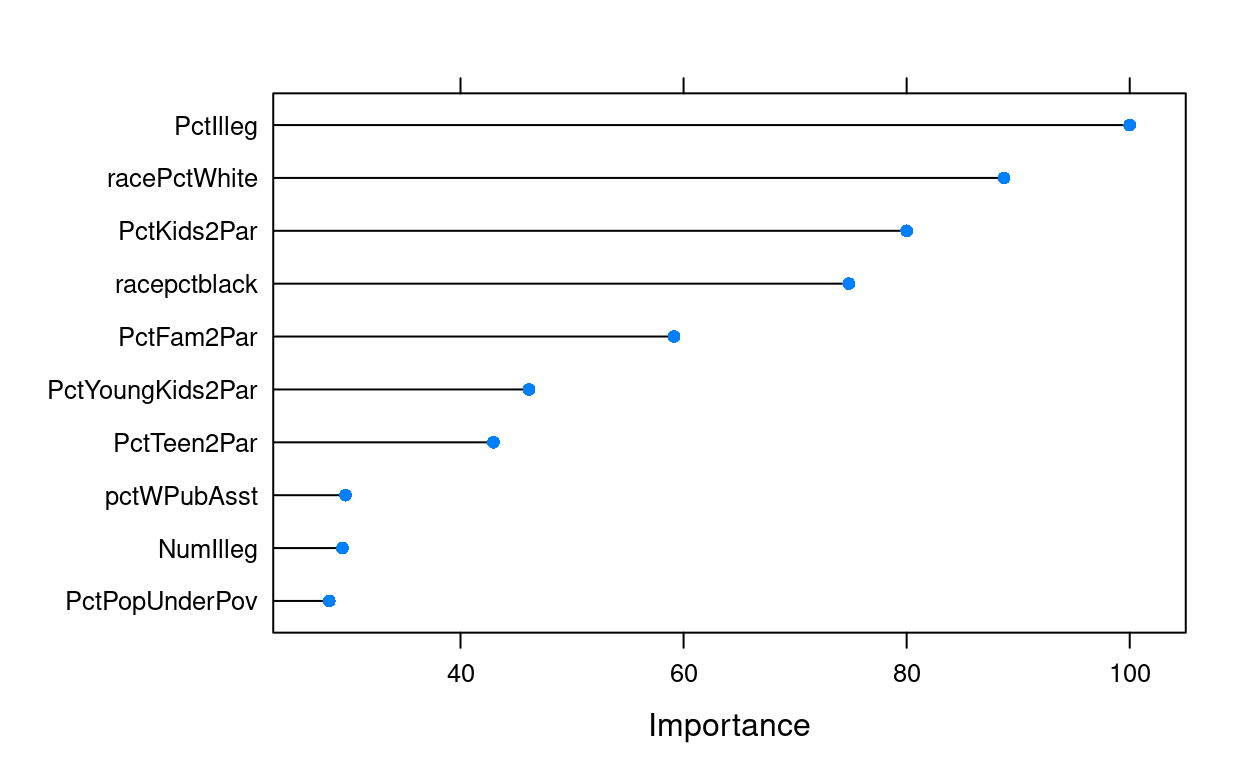 PctIlleg
racePctWhite
PctKids2Par
racepctblack
PctFam2Par
PctYoungKids2Par
PctTeen2Par
pctWPubAsst
NumIlleg
PctPopUnderPov
40 60 80 100
Importance